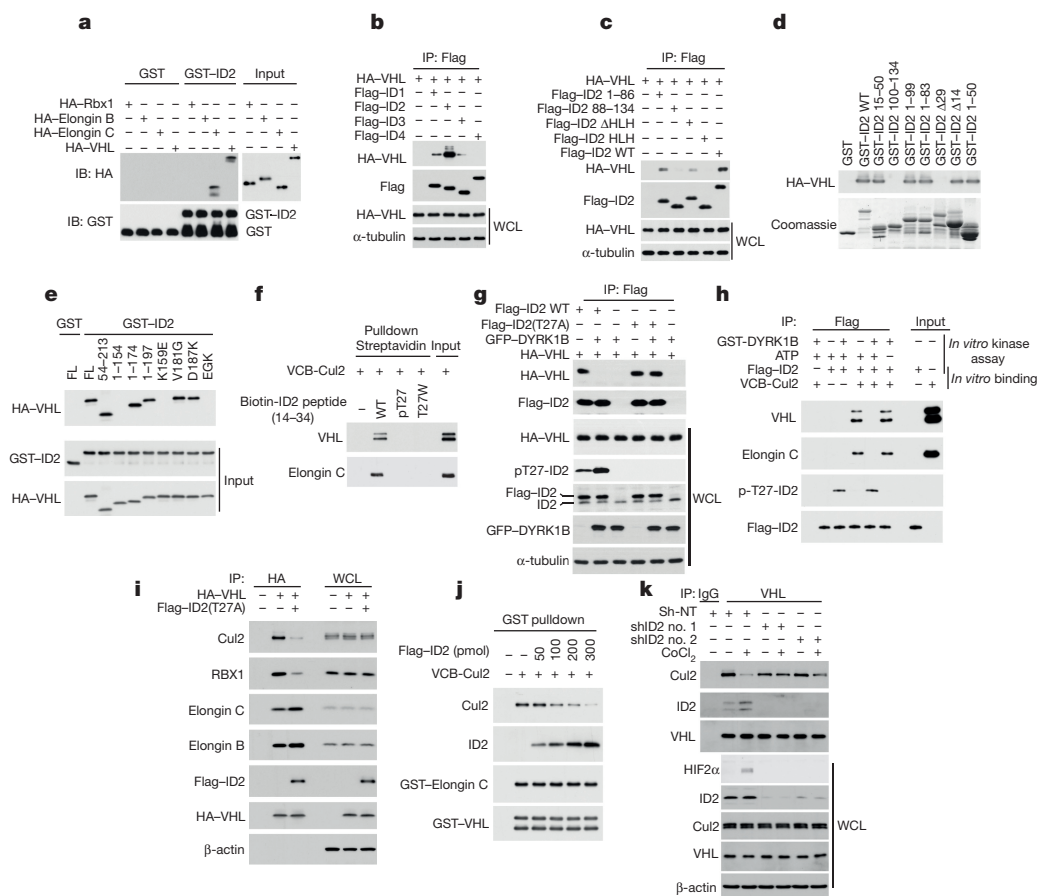 a
GST GST–ID2 Input
HA–Rbx1 + – – – + – – – + – – –
HA–Elongin B – + – – – + – – – + – –
HA–Elongin C – – + – – – + – – – + –
HA–VHL – – – + – – – + – – – +
IB: HA
IB: GST
GST–ID2
GST
b
IP: Flag
HA–VHL + + + + +
Flag–ID1 – + – – –
Flag–ID2 – – + – –
Flag–ID3 – – – + –
Flag–ID4 – – – – +
HA–VHL
Flag
HA–VHL
α-tubulin
WCL
c
IP: Flag
HA–VHL + + + + + +
Flag–ID2 1–86 – + – – – –
Flag–ID2 88–134 – – + – – –
Flag–ID2 ΔHLH – – – + – –
Flag–ID2 HLH – – – – + –
Flag–ID2 WT – – – – – +
HA–VHL
Flag–ID2
HA–VHL
α-tubulin
WCL
d
GST
GST–ID2 WT
GST–ID2 15–50
GST–ID2 100–134
GST–ID2 1–99
GST–ID2 1–83
GST–ID2 Δ29
GST–ID2 Δ14
GST–ID2 1–50
HA–VHL
Coomassie
e
GST GST–ID2
FL
FL
54–213
1–154
1–174
1–197
K159E
V181G
D187K
EGK
HA–VHL
GST–ID2
HA–VHL
Input
f
Pulldown
Streptavidin Input
VCB-Cul2 + + + + +
Biotin-ID2 peptide
(14–34)
–
WT
pT27
T27W
VHL
Elongin C
g
IP: Flag
Flag–ID2 WT + + – – – –
Flag–ID2(T27A) – – – + + –
GFP–DYRK1B – + + – + +
HA–VHL + + + + + +
HA–VHL
Flag–ID2
HA–VHL
pT27-ID2
Flag–ID2
ID2
GFP–DYRK1B
α-tubulin
WCL
h
IP: Flag Input
GST-DYRK1B
ATP
Flag–ID2
VCB-Cul2
In vitro kinase
assay
In vitro binding
VHL
Elongin C
p-T27-ID2
Flag–ID2
i
IP: HA WCL
HA–VHL – + + – + +
Flag–ID2(T27A) – – + – – +
Cul2
RBX1
Elongin C
Elongin B
Flag–ID2
HA–VHL
β-actin
j
GST pulldown
Flag–ID2 (pmol) – – 50 100 200 300
VCB-Cul2 – + + + + +
Cul2
ID2
GST–Elongin C
GST–VHL
k
IP: IgG VHL
Sh-NT – + + – – – –
shID2 no. 1 – – – + + – –
shID2 no. 2 – – – – – + +
CoCl2 – – + – + – +
Cul2
ID2
VHL
HIF2α
ID2
Cul2
VHL
β-actin
WCL